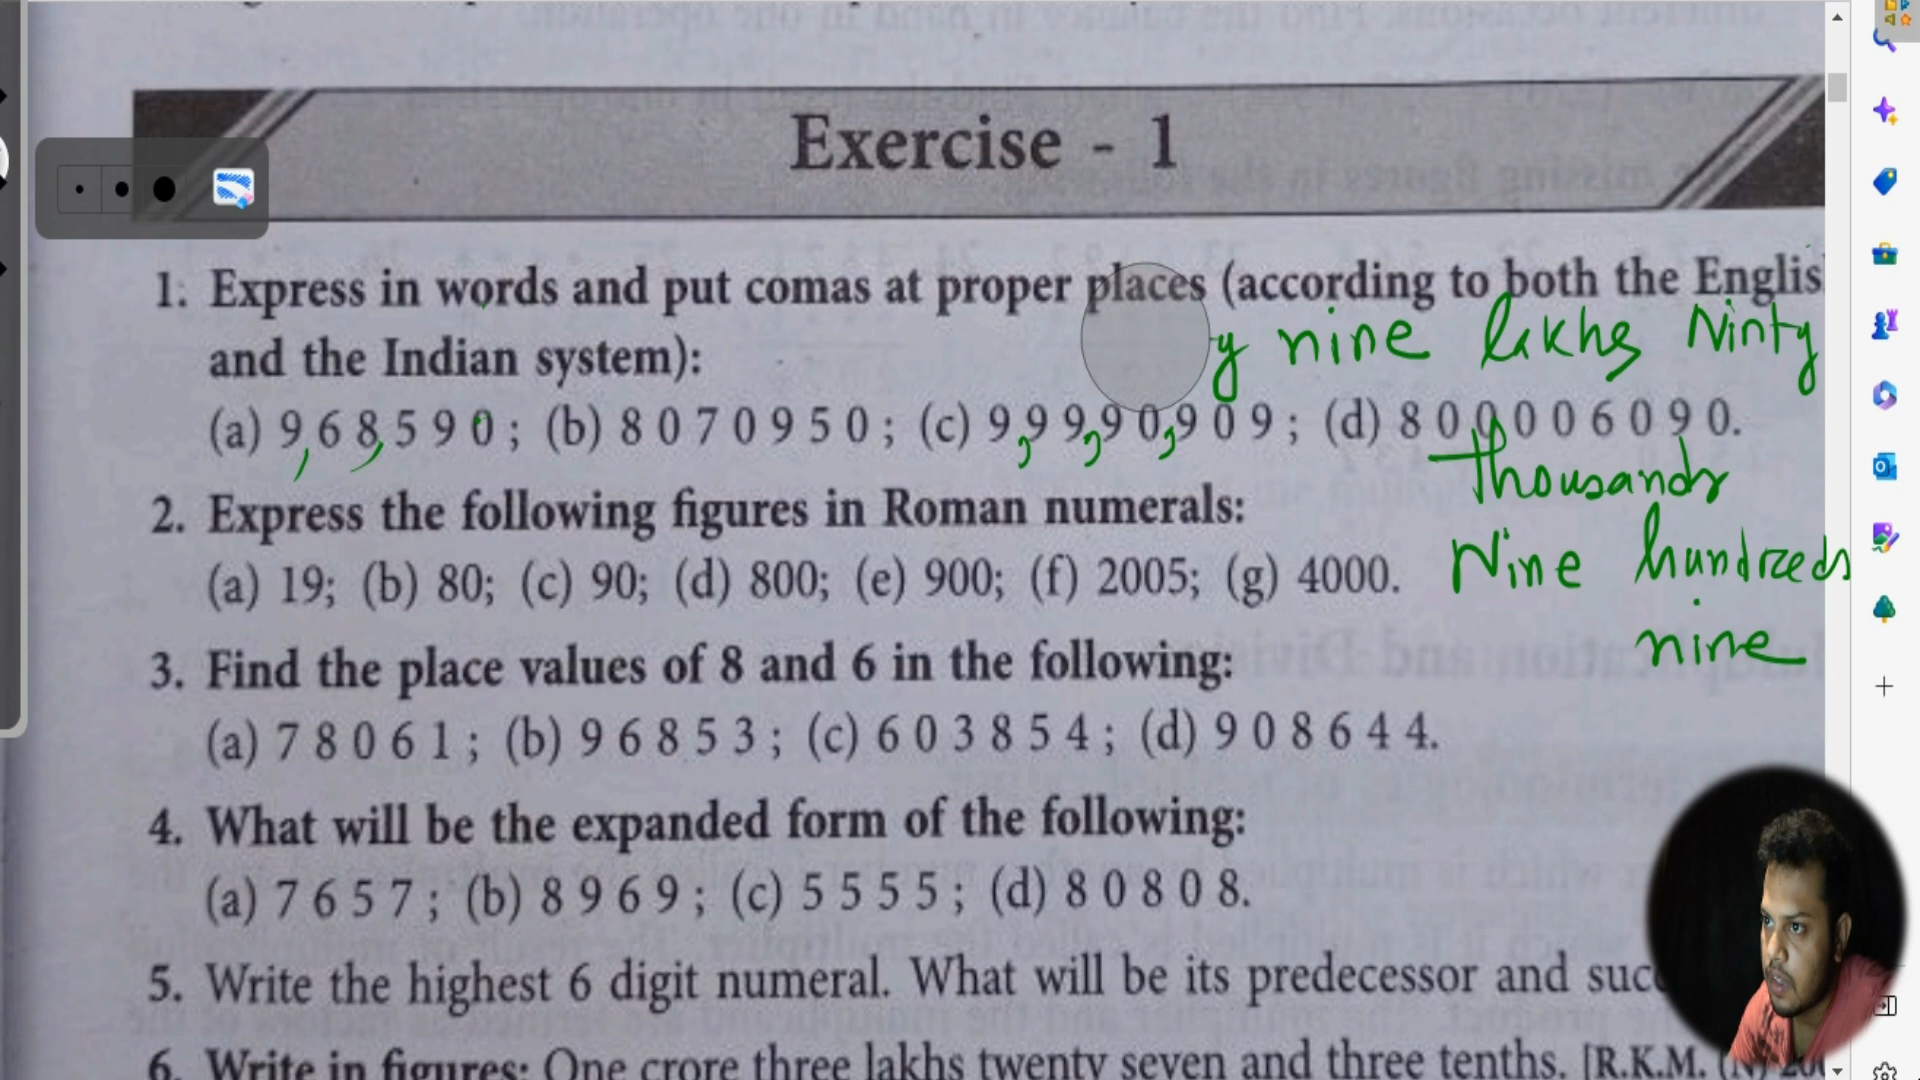 Exercise - 1
1. Express in words and put comas at proper places (according to both the Englis
y nine lakhs Ninty
and the Indian system):
(a) 9,6 8,5 9 0 ; (b) 8 0 7 0 9 5 0 ; (c) 9,9 9,9 0,9 0 9 ; (d) 8 0 0 0 0 6 0 9 0.
thousands
2. Express the following figures in Roman numerals:
Nine hundreds
(a) 19; (b) 80; (c) 90; (d) 800; (e) 900; (f) 2005; (g) 4000.
nine
3. Find the place values of 8 and 6 in the following:
(a) 7 8 0 6 1 ; (b) 9 6 8 5 3 ; (c) 6 0 3 8 5 4 ; (d) 9 0 8 6 4 4.
4. What will be the expanded form of the following:
(a) 7 6 5 7 ; (b) 8 9 6 9 ; (c) 5 5 5 5 ; (d) 8 0 8 0 8.
5. Write the highest 6 digit numeral. What will be its predecessor and suc
6. Write in figures: One crore three lakhs twenty seven and three tenths. [R.K.M.